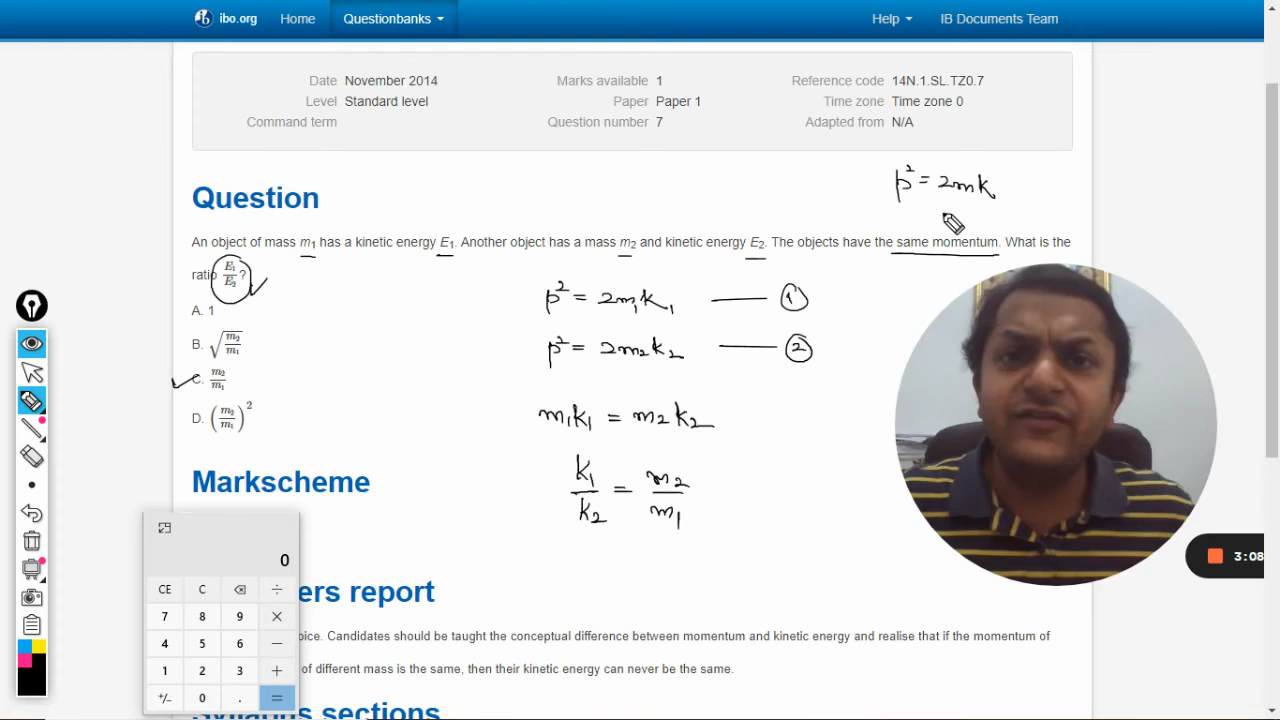 ibo.org Home Questionbanks Help IB Documents Team
Date November 2014 Marks available 1 Reference code 14N.1.SL.TZ0.7
Level Standard level Paper Paper 1 Time zone Time zone 0
Command term Question number 7 Adapted from N/A
p² = 2mk
Question
An object of mass m₁ has a kinetic energy E₁. Another object has a mass m₂ and kinetic energy E₂. The objects have the same momentum. What is the
ratio E₁/E₂?
p² = 2m₁k₁ ——— ①
A. 1
B. √(m₂/m₁)
p² = 2m₂k₂ ——— ②
C. m₂/m₁
D. (m₂/m₁)²
m₁k₁ = m₂k₂
k₁/k₂ = m₂/m₁
Markscheme
0
CE C ÷
7 8 9 ×
4 5 6 −
1 2 3 +
+/− 0 . =
3:08
ers report
oice. Candidates should be taught the conceptual difference between momentum and kinetic energy and realise that if the momentum of
of different mass is the same, then their kinetic energy can never be the same.
Syllabus sections